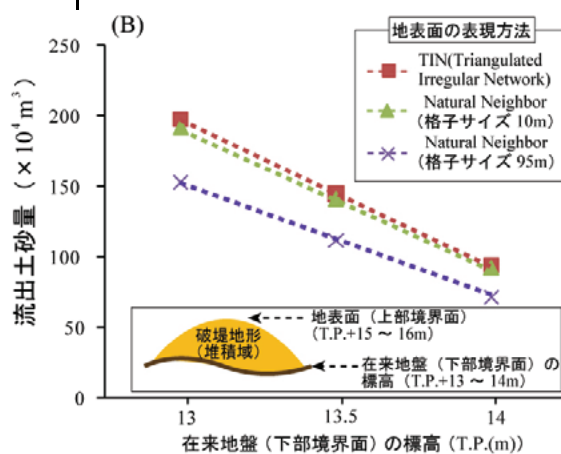 (B)
地表面の表現方法
TIN(Triangulated
Irregular Network)
Natural Neighbor
(格子サイズ 10m)
Natural Neighbor
(格子サイズ 95m)
流出土砂量(×10⁴m³)
250
200
150
100
50
0
地表面(上部境界面)
(T.P.+15 ~ 16m)
破堤地形
(堆積域)
在来地盤(下部境界面)の
標高(T.P.+13 ~ 14m)
13
13.5
14
在来地盤(下部境界面)の標高(T.P.(m)